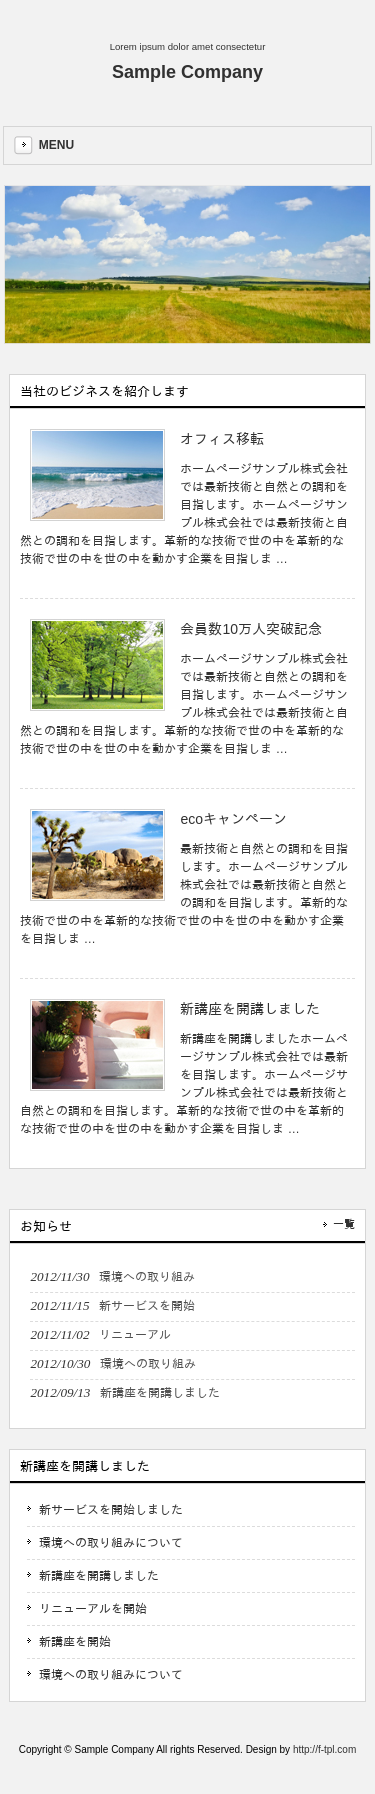 Lorem ipsum dolor amet consectetur
Sample Company
MENU
当社のビジネスを紹介します
オフィス移転
ホームページサンプル株式会社
では最新技術と自然との調和を
目指します。ホームページサン
プル株式会社では最新技術と自
然との調和を目指します。革新的な技術で世の中を革新的な
技術で世の中を世の中を動かす企業を目指しま …
会員数10万人突破記念
ホームページサンプル株式会社
では最新技術と自然との調和を
目指します。ホームページサン
プル株式会社では最新技術と自
然との調和を目指します。革新的な技術で世の中を革新的な
技術で世の中を世の中を動かす企業を目指しま …
ecoキャンペーン
最新技術と自然との調和を目指
します。ホームページサンプル
株式会社では最新技術と自然と
の調和を目指します。革新的な
技術で世の中を革新的な技術で世の中を世の中を動かす企業
を目指しま …
新講座を開講しました
新講座を開講しましたホームペ
ージサンプル株式会社では最新
を目指します。ホームページサ
ンプル株式会社では最新技術と
自然との調和を目指します。革新的な技術で世の中を革新的
な技術で世の中を世の中を動かす企業を目指しま …
お知らせ 一覧
2012/11/30 環境への取り組み
2012/11/15 新サービスを開始
2012/11/02 リニューアル
2012/10/30 環境への取り組み
2012/09/13 新講座を開講しました
新講座を開講しました
新サービスを開始しました
環境への取り組みについて
新講座を開講しました
リニューアルを開始
新講座を開始
環境への取り組みについて
Copyright © Sample Company All rights Reserved. Design by http://f-tpl.com